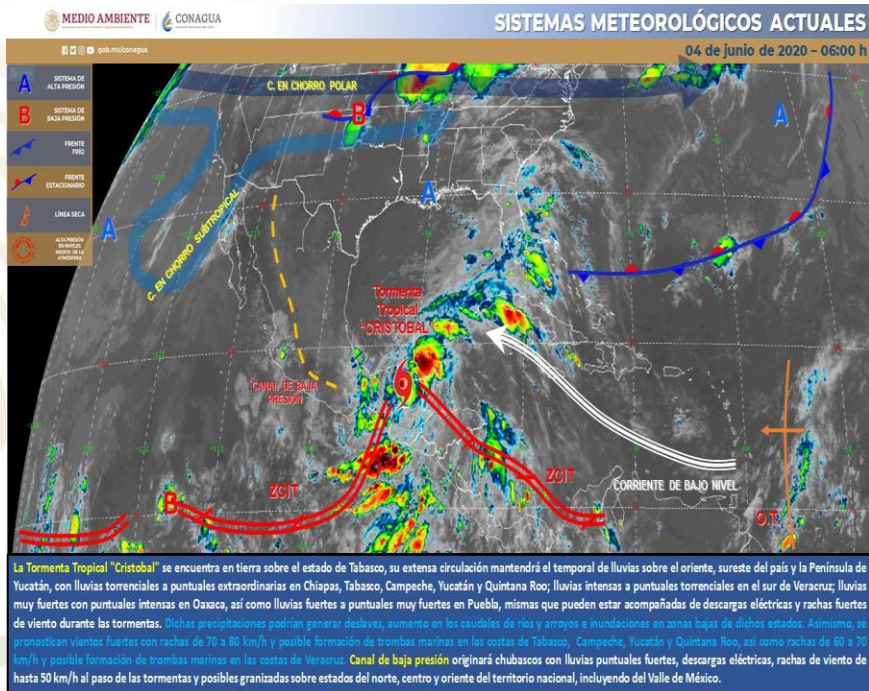 MEDIO AMBIENTE
CONAGUA
SISTEMAS METEOROLÓGICOS ACTUALES
gob.mx/conagua
04 de junio de 2020 – 06:00 h
A
SISTEMA DE
ALTA PRESIÓN
B
SISTEMA DE
BAJA PRESIÓN
FRENTE
FRÍO
FRENTE
ESTACIONARIO
LÍNEA SECA
ALTA PRESIÓN
EN NIVELES
MEDIOS DE LA
ATMÓSFERA
C. EN CHORRO POLAR
B
A
A
A
C. EN CHORRO SUBTROPICAL
Tormenta
Tropical
"CRISTOBAL"
CANAL DE BAJA
PRESIÓN
ZCIT
ZCIT
B
CORRIENTE DE BAJO NIVEL
O.T.
La Tormenta Tropical "Cristobal" se encuentra en tierra sobre el estado de Tabasco, su extensa circulación mantendrá el temporal de lluvias sobre el oriente, sureste del país y la Península de
Yucatán, con lluvias torrenciales a puntuales extraordinarias en Chiapas, Tabasco, Campeche, Yucatán y Quintana Roo; lluvias intensas a puntuales torrenciales en el sur de Veracruz; lluvias
muy fuertes con puntuales intensas en Oaxaca, así como lluvias fuertes a puntuales muy fuertes en Puebla, mismas que pueden estar acompañadas de descargas eléctricas y rachas fuertes
de viento durante las tormentas. Dichas precipitaciones podrían generar deslaves, aumento en los caudales de ríos y arroyos e inundaciones en zonas bajas de dichos estados. Asimismo, se
pronostican vientos fuertes con rachas de 70 a 80 km/h y posible formación de trombas marinas en las costas de Tabasco, Campeche, Yucatán y Quintana Roo, así como rachas de 60 a 70
km/h y posible formación de trombas marinas en las costas de Veracruz. Canal de baja presión originará chubascos con lluvias puntuales fuertes, descargas eléctricas, rachas de viento de
hasta 50 km/h al paso de las tormentas y posibles granizadas sobre estados del norte, centro y oriente del territorio nacional, incluyendo del Valle de México.